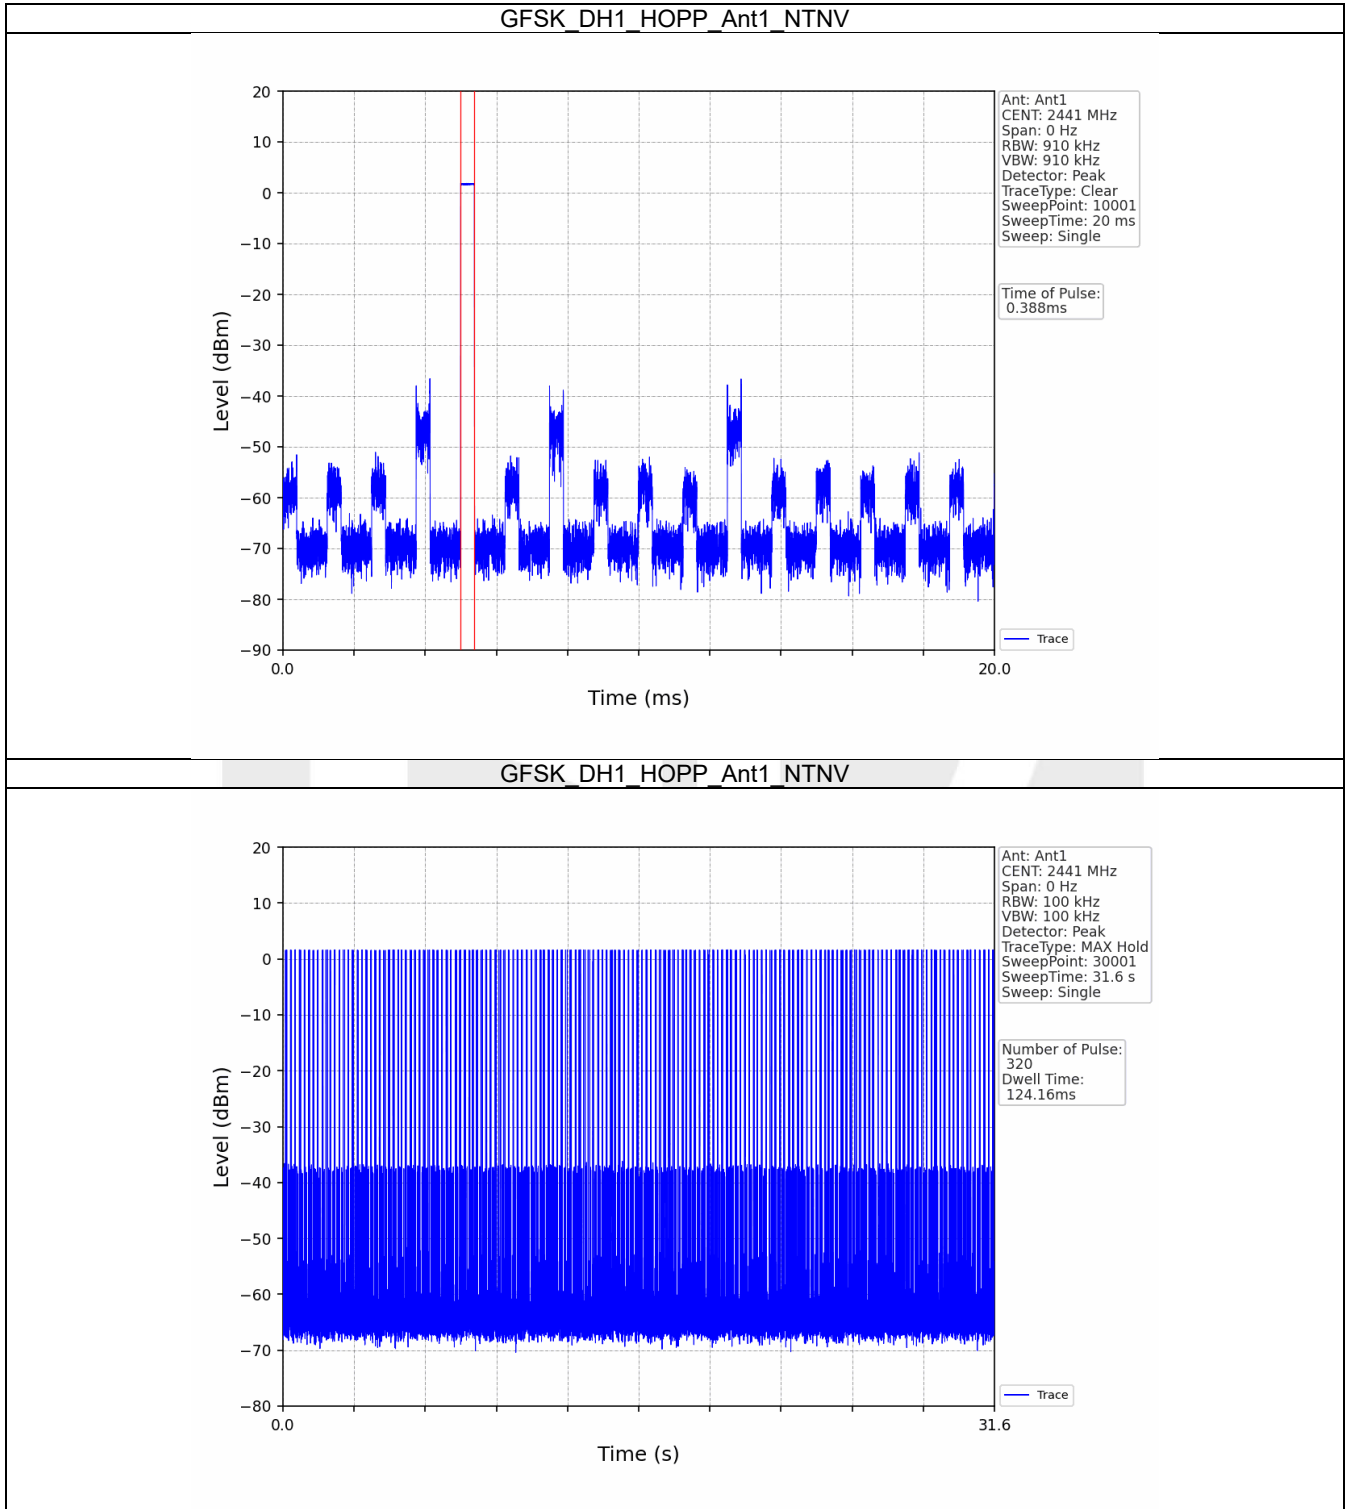 GFSK_DH1_HOPP_Ant1_NTNV
20
10
0
−10
−20
−30
−40
−50
−60
−70
−80
−90
Level (dBm)
0.0
20.0
Time (ms)
Ant: Ant1
CENT: 2441 MHz
Span: 0 Hz
RBW: 910 kHz
VBW: 910 kHz
Detector: Peak
TraceType: Clear
SweepPoint: 10001
SweepTime: 20 ms
Sweep: Single
Time of Pulse:
0.388ms
Trace
GFSK_DH1_HOPP_Ant1_NTNV
20
10
0
−10
−20
−30
−40
−50
−60
−70
−80
Level (dBm)
0.0
31.6
Time (s)
Ant: Ant1
CENT: 2441 MHz
Span: 0 Hz
RBW: 100 kHz
VBW: 100 kHz
Detector: Peak
TraceType: MAX Hold
SweepPoint: 30001
SweepTime: 31.6 s
Sweep: Single
Number of Pulse:
320
Dwell Time:
124.16ms
Trace